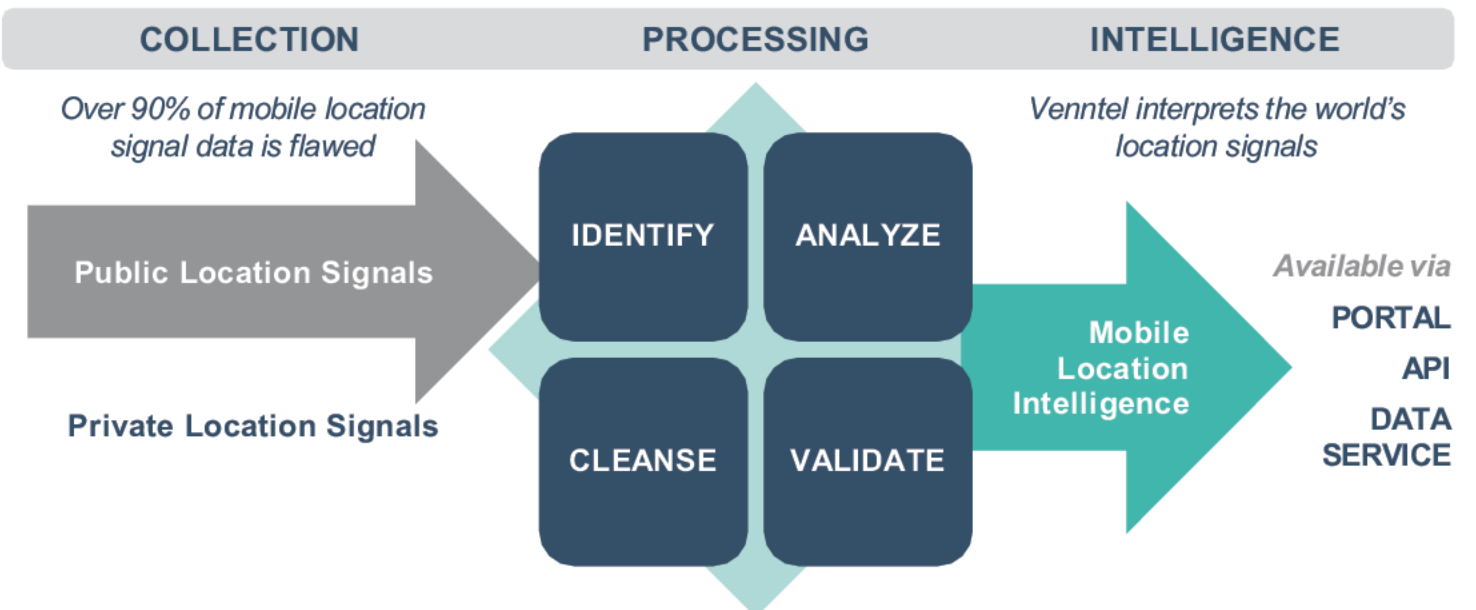 COLLECTION
PROCESSING
INTELLIGENCE
Over 90% of mobile location
signal data is flawed
Public Location Signals
Private Location Signals
IDENTIFY
ANALYZE
CLEANSE
VALIDATE
Venntel interprets the world's
location signals
Mobile
Location
Intelligence
Available via
PORTAL
API
DATA
SERVICE